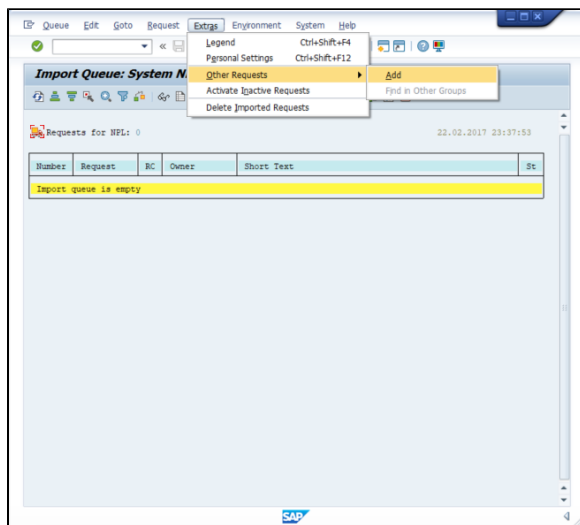 Queue Edit Goto Request Extras Environment System Help
Legend Ctrl+Shift+F4
Personal Settings Ctrl+Shift+F12
Import Queue: System N
Other Requests Add
Activate Inactive Requests Find in Other Groups
Delete Imported Requests
Requests for NPL: 0 22.02.2017 23:37:53
Number Request RC Owner Short Text St
Import queue is empty
SAP